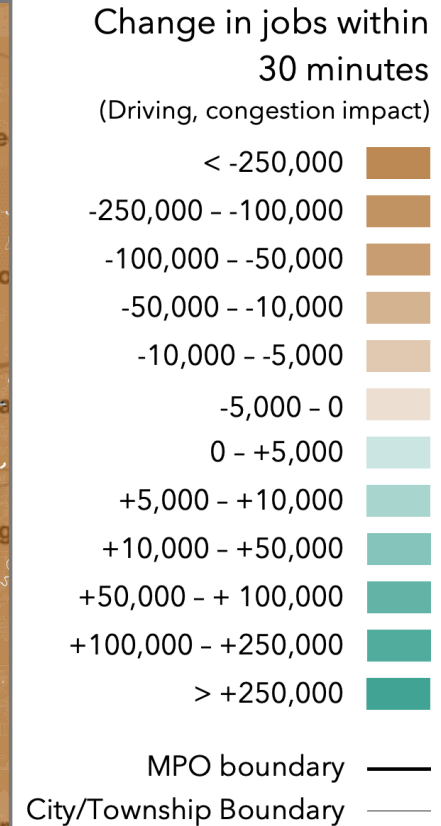 Change in jobs within
30 minutes
(Driving, congestion impact)
< -250,000
-250,000 – -100,000
-100,000 – -50,000
-50,000 – -10,000
-10,000 – -5,000
-5,000 – 0
0 – +5,000
+5,000 – +10,000
+10,000 – +50,000
+50,000 – + 100,000
+100,000 – +250,000
> +250,000
MPO boundary
City/Township Boundary